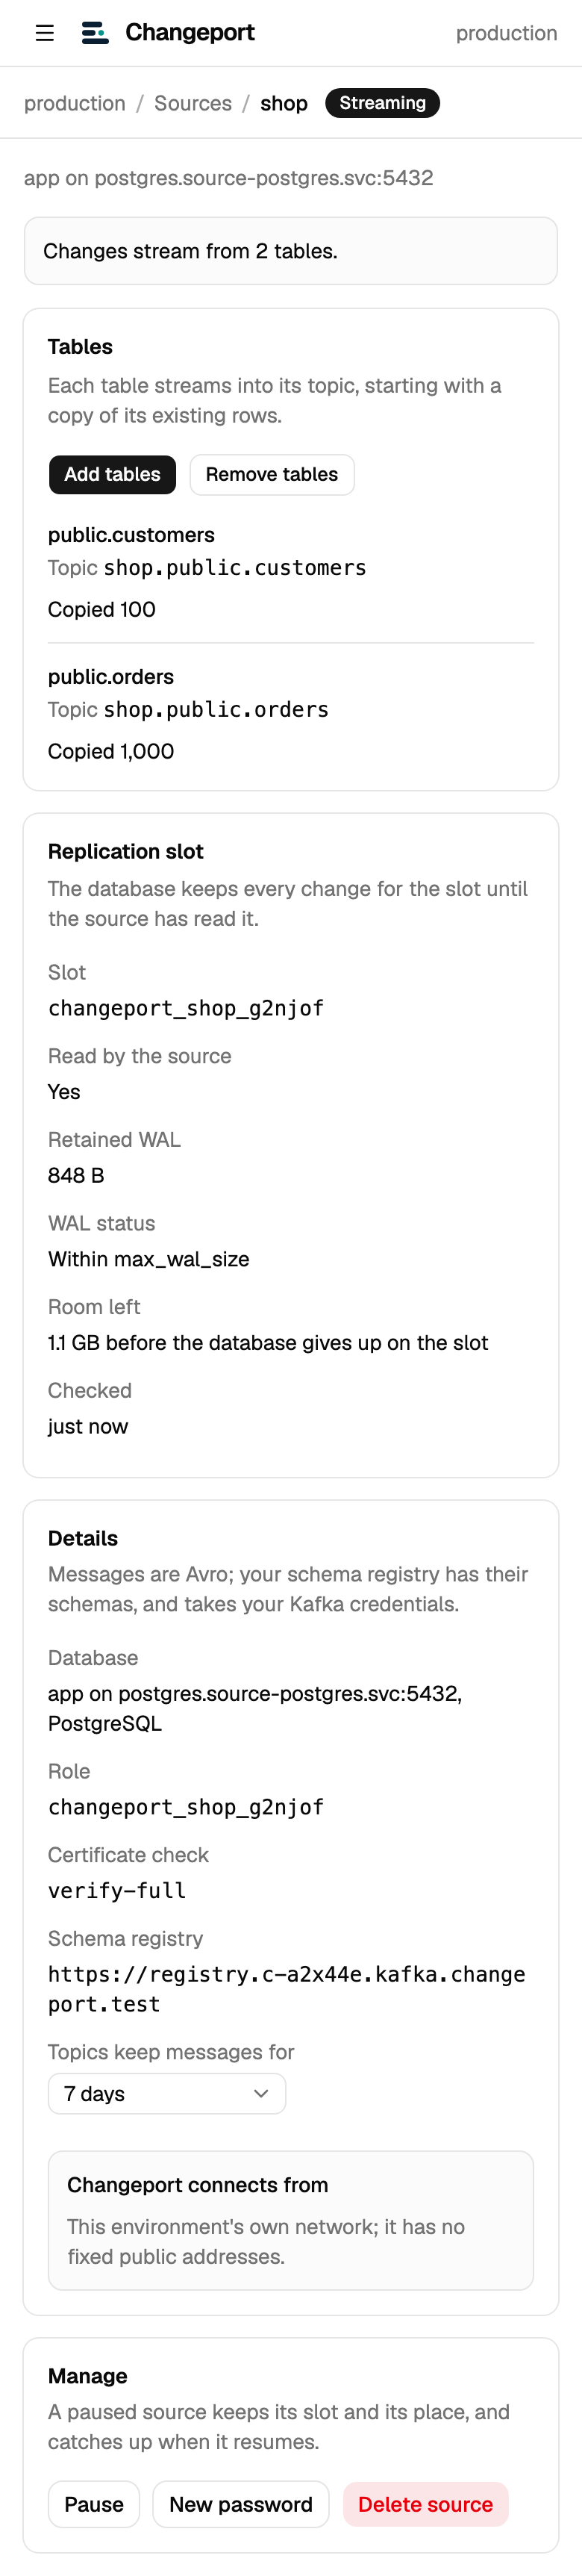 Changeport
production
production / Sources / shop
Streaming
app on postgres.source-postgres.svc:5432
Changes stream from 2 tables.
Tables
Each table streams into its topic, starting with a
copy of its existing rows.
Add tables
Remove tables
public.customers
Topic shop.public.customers
Copied 100
public.orders
Topic shop.public.orders
Copied 1,000
Replication slot
The database keeps every change for the slot until
the source has read it.
Slot
changeport_shop_g2njof
Read by the source
Yes
Retained WAL
848 B
WAL status
Within max_wal_size
Room left
1.1 GB before the database gives up on the slot
Checked
just now
Details
Messages are Avro; your schema registry has their
schemas, and takes your Kafka credentials.
Database
app on postgres.source-postgres.svc:5432,
PostgreSQL
Role
changeport_shop_g2njof
Certificate check
verify-full
Schema registry
https://registry.c-a2x44e.kafka.change
port.test
Topics keep messages for
7 days
Changeport connects from
This environment's own network; it has no
fixed public addresses.
Manage
A paused source keeps its slot and its place, and
catches up when it resumes.
Pause
New password
Delete source